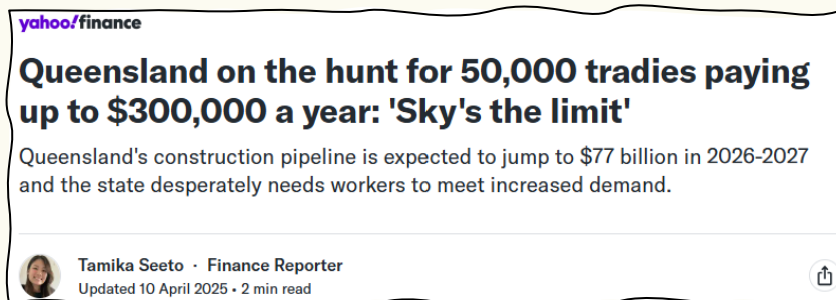 yahoo!finance
Queensland on the hunt for 50,000 tradies paying
up to $300,000 a year: 'Sky's the limit'
Queensland's construction pipeline is expected to jump to $77 billion in 2026-2027
and the state desperately needs workers to meet increased demand.
Tamika Seeto · Finance Reporter
Updated 10 April 2025 • 2 min read